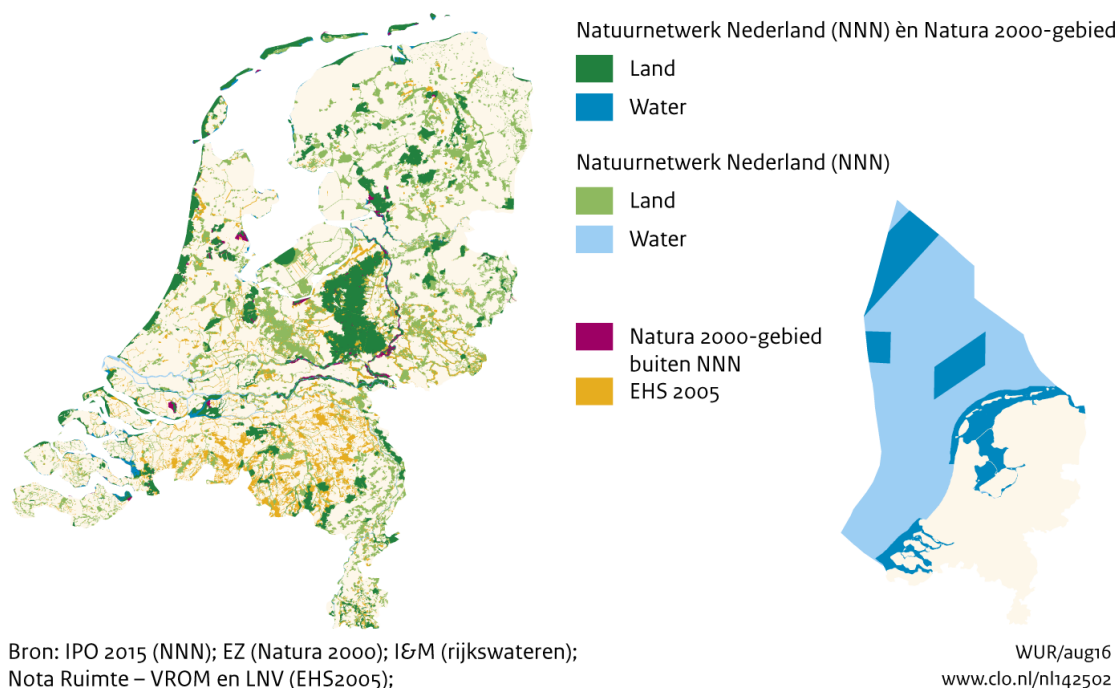 Natuurnetwerk Nederland (NNN) èn Natura 2000-gebied
Land
Water
Natuurnetwerk Nederland (NNN)
Land
Water
Natura 2000-gebied
buiten NNN
EHS 2005
Bron: IPO 2015 (NNN); EZ (Natura 2000); I&M (rijkswateren);
Nota Ruimte – VROM en LNV (EHS2005);
WUR/aug16
www.clo.nl/nl142502